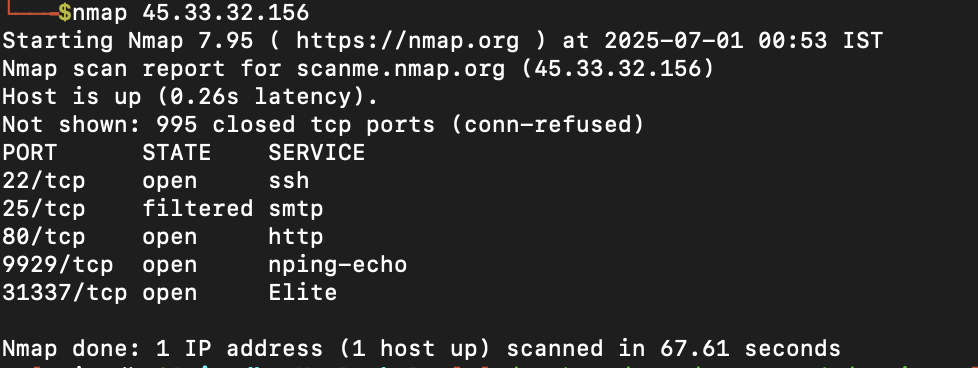 $nmap 45.33.32.156
Starting Nmap 7.95 ( https://nmap.org ) at 2025-07-01 00:53 IST
Nmap scan report for scanme.nmap.org (45.33.32.156)
Host is up (0.26s latency).
Not shown: 995 closed tcp ports (conn-refused)
PORT      STATE    SERVICE
22/tcp    open     ssh
25/tcp    filtered smtp
80/tcp    open     http
9929/tcp  open     nping-echo
31337/tcp open     Elite
Nmap done: 1 IP address (1 host up) scanned in 67.61 seconds